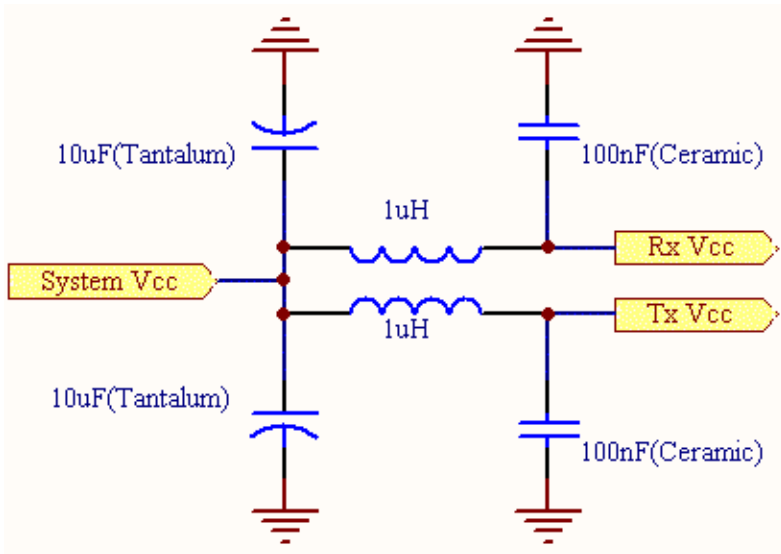 10uF(Tantalum)
100nF(Ceramic)
1uH
Rx Vcc
System Vcc
Tx Vcc
1uH
10uF(Tantalum)
100nF(Ceramic)